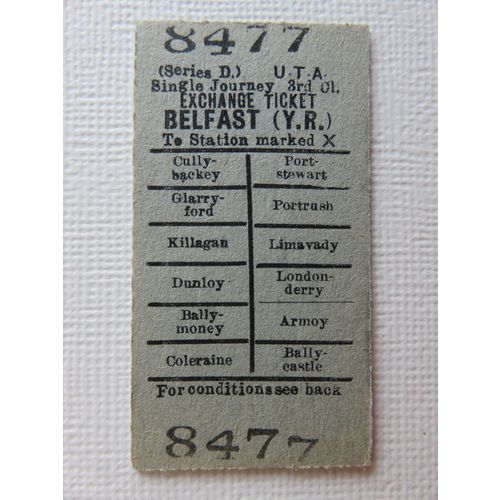 8477
(Series D.) U.T.A.
Single Journey 3rd Cl.
EXCHANGE TICKET
BELFAST (Y.R.)
To Station marked X
Cully-
backey
Port-
stewart
Glarry-
ford
Portrush
Killagan
Limavady
Dunloy
London-
derry
Bally-
money
Armoy
Coleraine
Bally-
castle
For conditions see back
8477